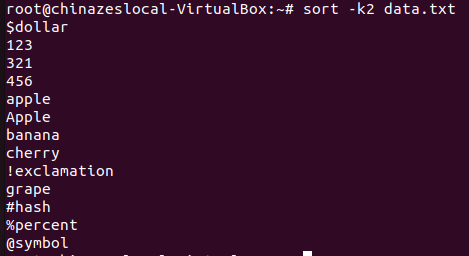 root@chinazeslocal-VirtualBox:~# sort -k2 data.txt
$dollar
123
321
456
apple
Apple
banana
cherry
!exclamation
grape
#hash
%percent
@symbol